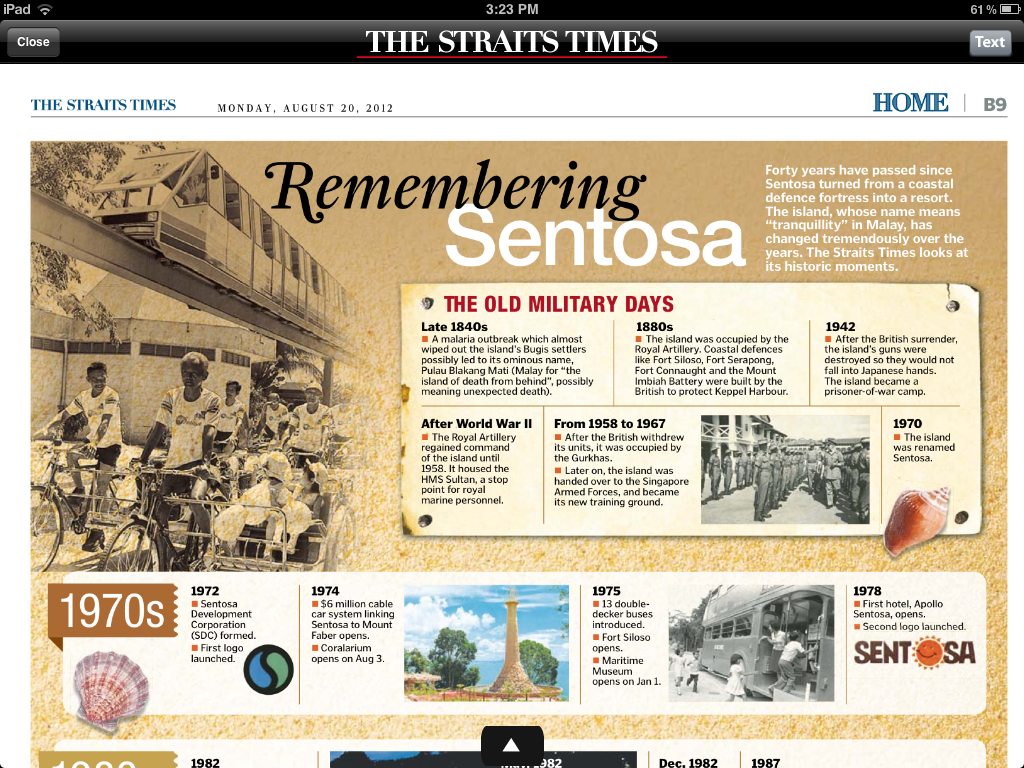 iPad
3:23 PM
61 %
Close
THE STRAITS TIMES
Text
THE STRAITS TIMES
MONDAY, AUGUST 20, 2012
HOME
B9
Remembering
Sentosa
Forty years have passed since
Sentosa turned from a coastal
defence fortress into a resort.
The island, whose name means
“tranquillity” in Malay, has
changed tremendously over the
years. The Straits Times looks at
its historic moments.
THE OLD MILITARY DAYS
Late 1840s
A malaria outbreak which almost
wiped out the island’s Bugis settlers
possibly led to its ominous name,
Pulau Blakang Mati (Malay for “the
island of death from behind”, possibly
meaning unexpected death).
1880s
The island was occupied by the
Royal Artillery. Coastal defences
like Fort Siloso, Fort Serapong,
Fort Connaught and the Mount
Imbiah Battery were built by the
British to protect Keppel Harbour.
1942
After the British surrender,
the island’s guns were
destroyed so they would not
fall into Japanese hands.
The island became a
prisoner-of-war camp.
After World War II
The Royal Artillery
regained command
of the island until
1958. It housed the
HMS Sultan, a stop
point for royal
marine personnel.
From 1958 to 1967
After the British withdrew
its units, it was occupied by
the Gurkhas.
Later on, the island was
handed over to the Singapore
Armed Forces, and became
its new training ground.
1970
The island
was renamed
Sentosa.
1970s
1972
Sentosa
Development
Corporation
(SDC) formed.
First logo
launched.
1974
$6 million cable
car system linking
Sentosa to Mount
Faber opens.
Coralarium
opens on Aug 3.
1975
13 double-
decker buses
introduced.
Fort Siloso
opens.
Maritime
Museum
opens on Jan 1.
1978
First hotel, Apollo
Sentosa, opens.
Second logo launched.
SENTOSA
1982
1982
Dec. 1982
1987